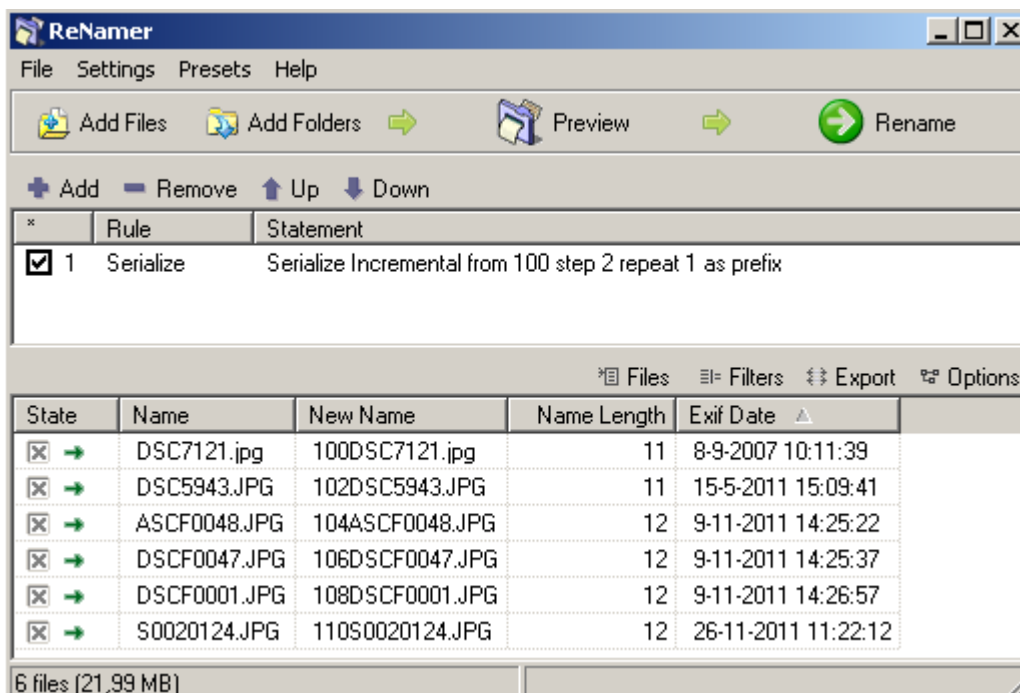 ReNamer
File Settings Presets Help
Add Files Add Folders Preview Rename
Add Remove Up Down
* Rule Statement
1 Serialize Serialize Incremental from 100 step 2 repeat 1 as prefix
Files Filters Export Options
State Name New Name Name Length Exif Date
DSC7121.jpg 100DSC7121.jpg 11 8-9-2007 10:11:39
DSC5943.JPG 102DSC5943.JPG 11 15-5-2011 15:09:41
ASCF0048.JPG 104ASCF0048.JPG 12 9-11-2011 14:25:22
DSCF0047.JPG 106DSCF0047.JPG 12 9-11-2011 14:25:37
DSCF0001.JPG 108DSCF0001.JPG 12 9-11-2011 14:26:57
S0020124.JPG 110S0020124.JPG 12 26-11-2011 11:22:12
6 files (21,99 MB)